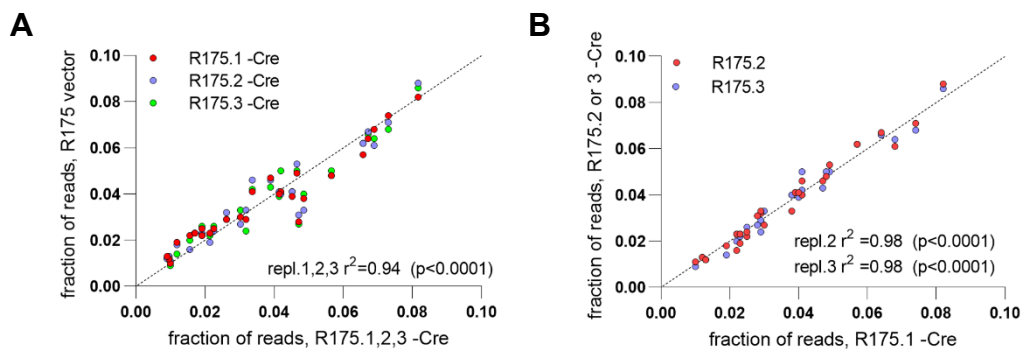 A
fraction of reads, R175 vector
0.10
0.08
0.06
0.04
0.02
0.00
R175.1 -Cre
R175.2 -Cre
R175.3 -Cre
repl.1,2,3 r2=0.94 (p<0.0001)
0.00 0.02 0.04 0.06 0.08 0.10
fraction of reads, R175.1,2,3 -Cre
B
fraction of reads, R175.2 or 3 -Cre
0.10
0.08
0.06
0.04
0.02
0.00
R175.2
R175.3
repl.2 r2 =0.98 (p<0.0001)
repl.3 r2 =0.98 (p<0.0001)
0.00 0.02 0.04 0.06 0.08 0.10
fraction of reads, R175.1 -Cre